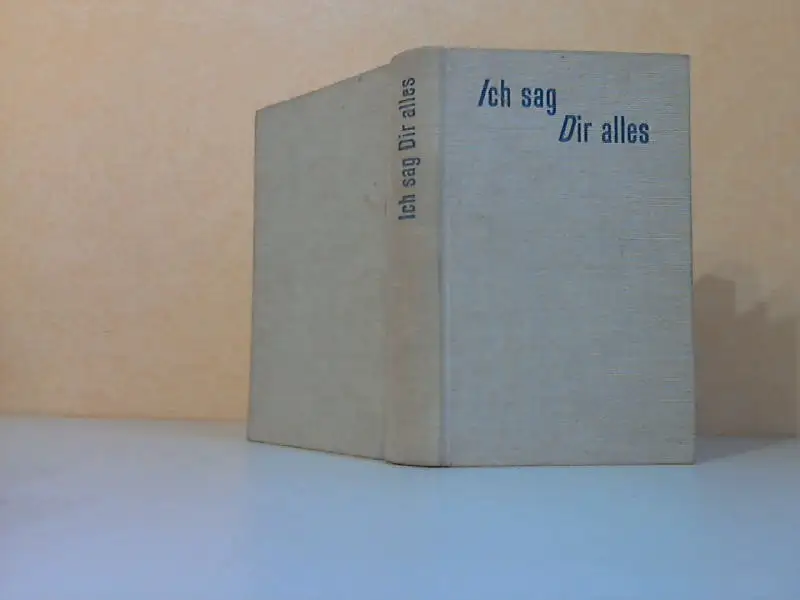 Ich sag Dir alles
Ich sag
Dir alles